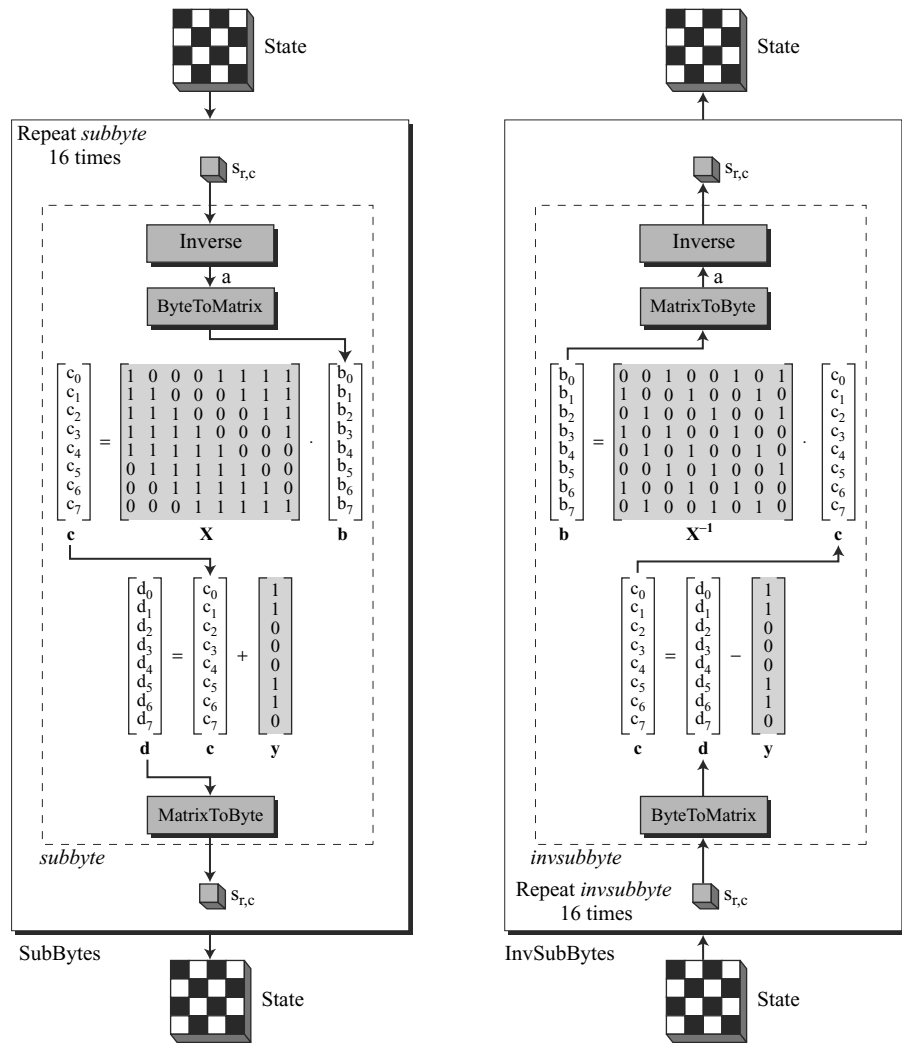 State
Repeat subbyte
16 times
s_r,c
Inverse
a
ByteToMatrix
c₀ 1 0 0 0 1 1 1 1 b₀
c₁ 1 1 0 0 0 1 1 1 b₁
c₂ 1 1 1 0 0 0 1 1 b₂
c₃ 1 1 1 1 0 0 0 1 b₃
c₄ = 1 1 1 1 1 0 0 0 · b₄
c₅ 0 1 1 1 1 1 0 0 b₅
c₆ 0 0 1 1 1 1 1 0 b₆
c₇ 0 0 0 1 1 1 1 1 b₇
c X b
d₀ c₀ 1
d₁ c₁ 1
d₂ c₂ 0
d₃ c₃ 0
d₄ = c₄ + 0
d₅ c₅ 1
d₆ c₆ 1
d₇ c₇ 0
d c y
MatrixToByte
subbyte
s_r,c
SubBytes
State
State
s_r,c
Inverse
a
MatrixToByte
b₀ 0 0 1 0 0 1 0 1 c₀
b₁ 1 0 0 1 0 0 1 0 c₁
b₂ 0 1 0 0 1 0 0 1 c₂
b₃ 1 0 1 0 0 1 0 0 c₃
b₄ = 0 1 0 1 0 0 1 0 · c₄
b₅ 0 0 1 0 1 0 0 1 c₅
b₆ 1 0 0 1 0 1 0 0 c₆
b₇ 0 1 0 0 1 0 1 0 c₇
b X⁻¹ c
c₀ d₀ 1
c₁ d₁ 1
c₂ d₂ 0
c₃ d₃ 0
c₄ = d₄ − 0
c₅ d₅ 1
c₆ d₆ 1
c₇ d₇ 0
c d y
ByteToMatrix
invsubbyte
Repeat invsubbyte
16 times
s_r,c
InvSubBytes
State